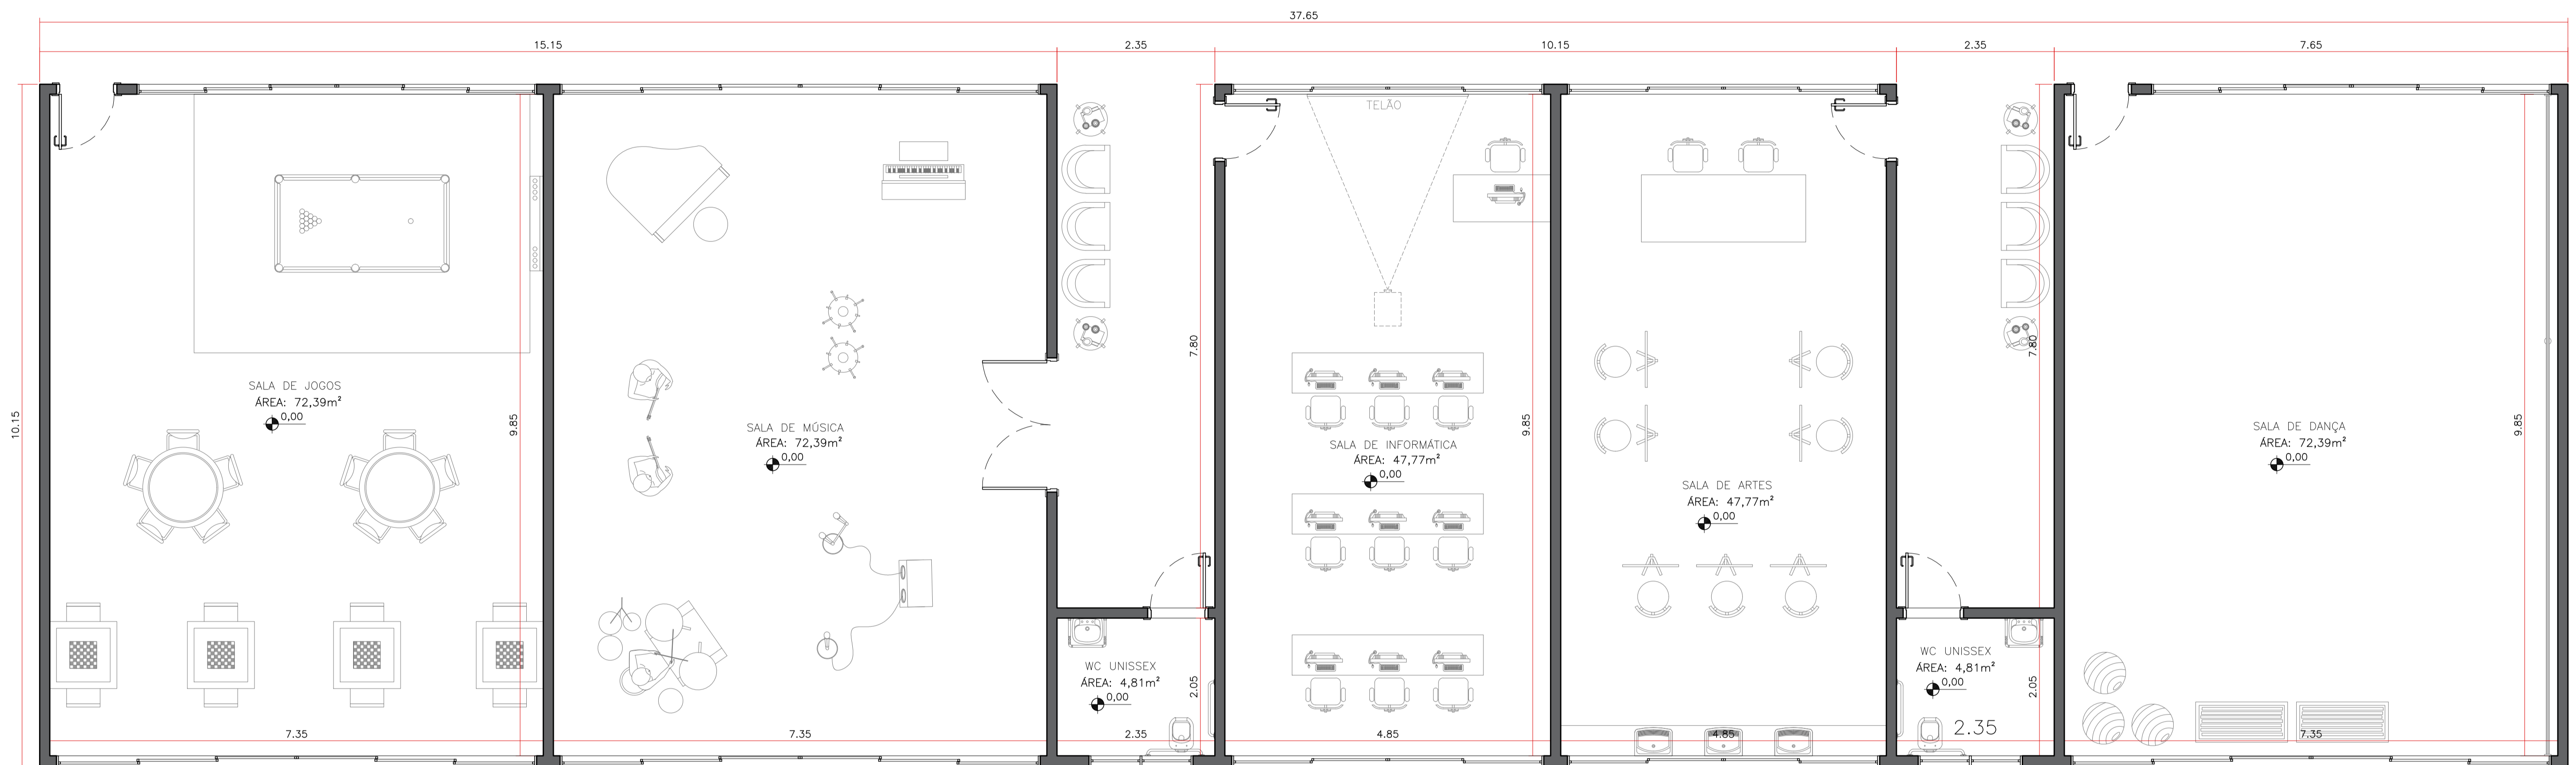 37.65
15.15
2.35
10.15
2.35
7.65
TELÃO
7.80
7.80
SALA DE JOGOS
ÁREA: 72,39m²
0,00
10.15
9.85
SALA DE MÚSICA
ÁREA: 72,39m²
0,00
SALA DE INFORMÁTICA
ÁREA: 47,77m²
0,00
9.85
SALA DE ARTES
ÁREA: 47,77m²
0,00
SALA DE DANÇA
ÁREA: 72,39m²
0,00
9.85
WC UNISSEX
ÁREA: 4,81m²
0,00
2.05
WC UNISSEX
ÁREA: 4,81m²
0,00
2.05
2.35
7.35
7.35
2.35
4.85
4.85
7.35